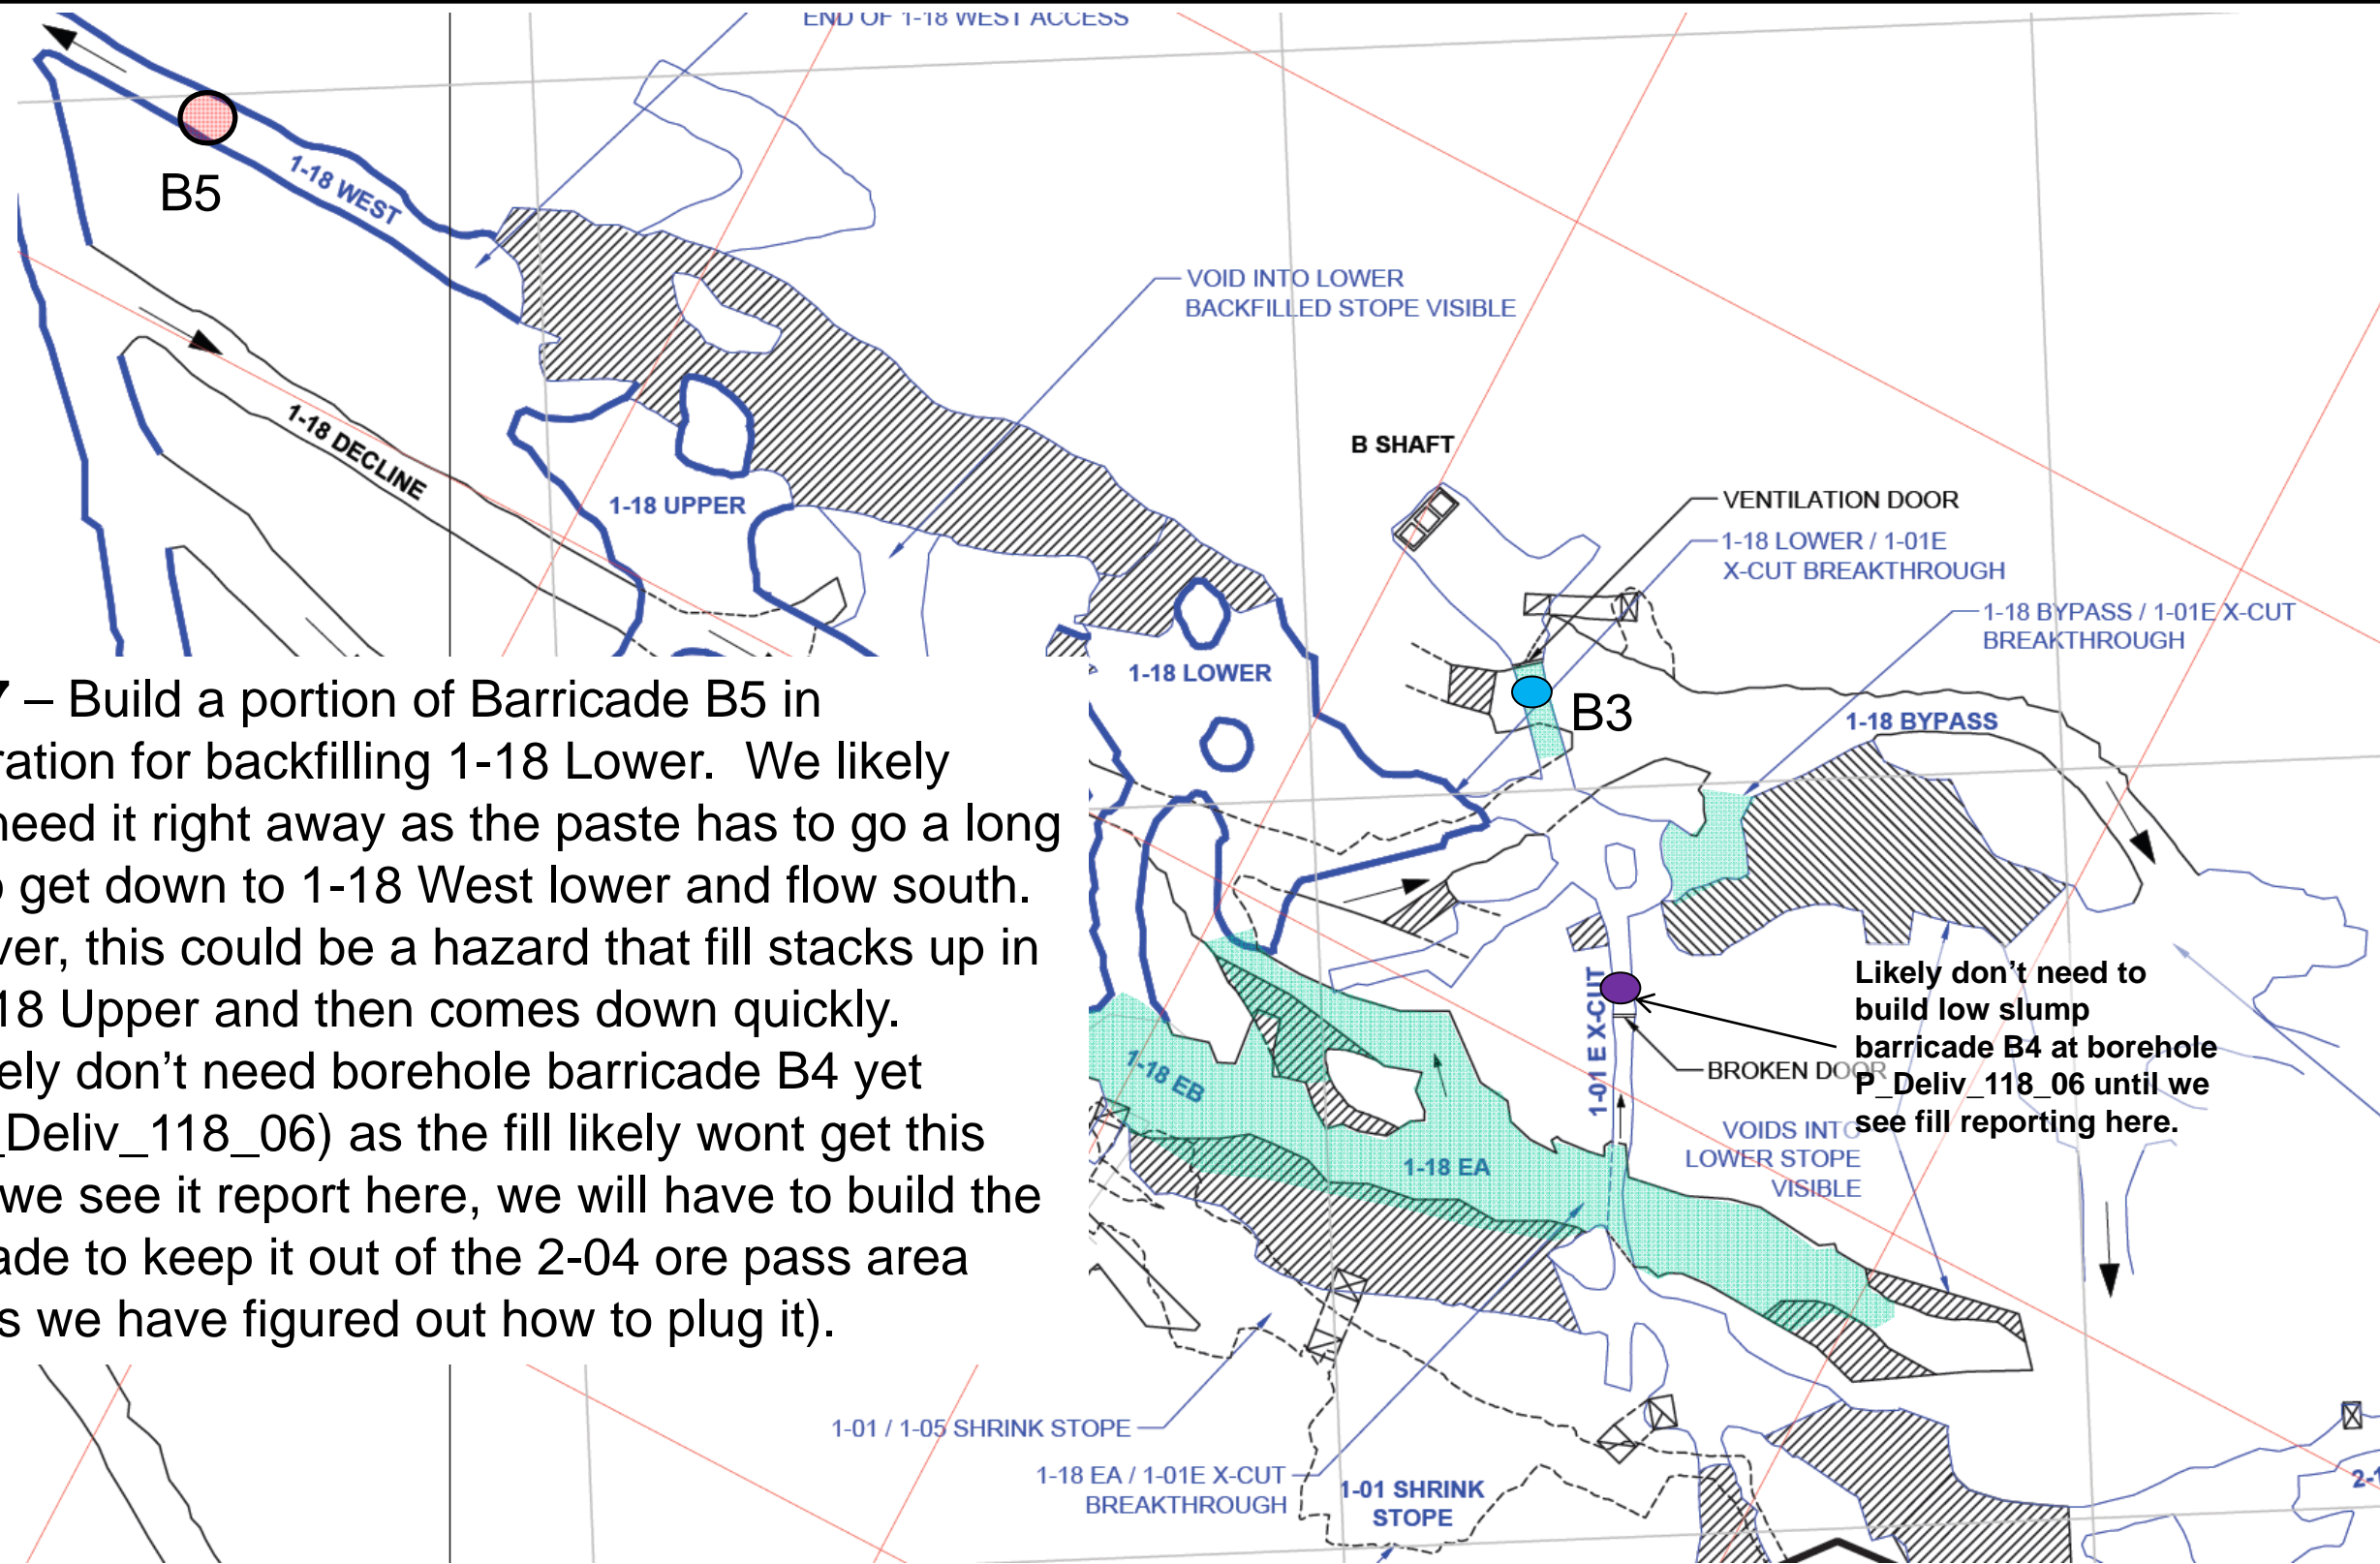 END OF 1-18 WEST ACCESS
B5
1-18 WEST
VOID INTO LOWER
BACKFILLED STOPE VISIBLE
1-18 DECLINE
B SHAFT
1-18 UPPER
VENTILATION DOOR
1-18 LOWER / 1-01E
X-CUT BREAKTHROUGH
1-18 BYPASS / 1-01E X-CUT
BREAKTHROUGH
1-18 LOWER
B3
1-18 BYPASS
7 – Build a portion of Barricade B5 in
ration for backfilling 1-18 Lower. We likely
need it right away as the paste has to go a long
o get down to 1-18 West lower and flow south.
ver, this could be a hazard that fill stacks up in
18 Upper and then comes down quickly.
ely don’t need borehole barricade B4 yet
_Deliv_118_06) as the fill likely wont get this
we see it report here, we will have to build the
ade to keep it out of the 2-04 ore pass area
s we have figured out how to plug it).
1-01 E X-CUT
Likely don’t need to
build low slump
barricade B4 at borehole
P_Deliv_118_06 until we
see fill reporting here.
BROKEN DOOR
1-18 EB
VOIDS INTO
LOWER STOPE
VISIBLE
1-18 EA
1-01 / 1-05 SHRINK STOPE
1-18 EA / 1-01E X-CUT
BREAKTHROUGH
1-01 SHRINK
STOPE